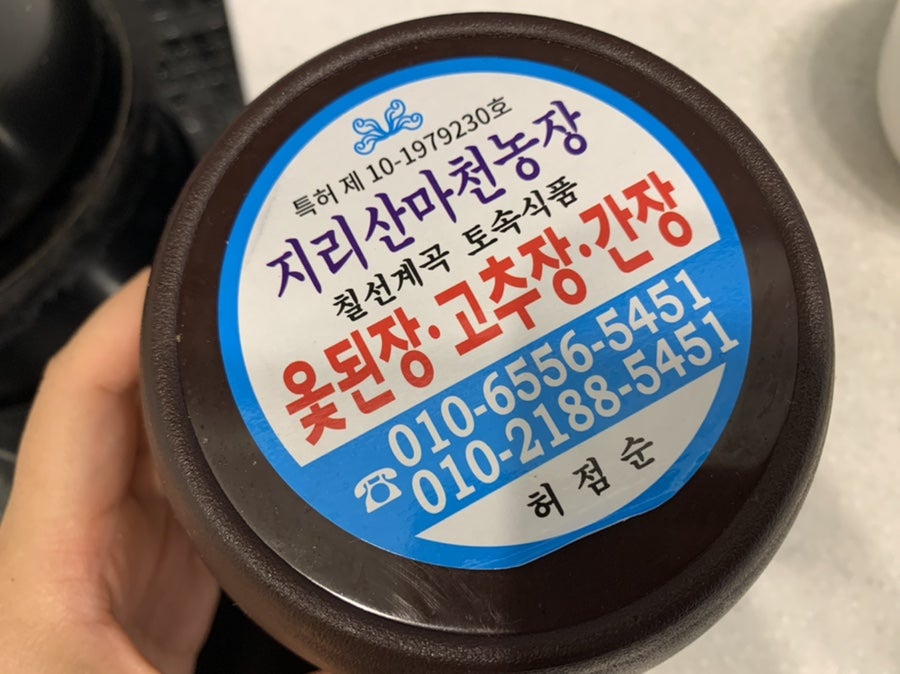 특허 제 10-1979230호
지리산마천농장
칠선계곡 토속식품
옻된장·고추장·간장
010-6556-5451
☎ 010-2188-5451
허점순